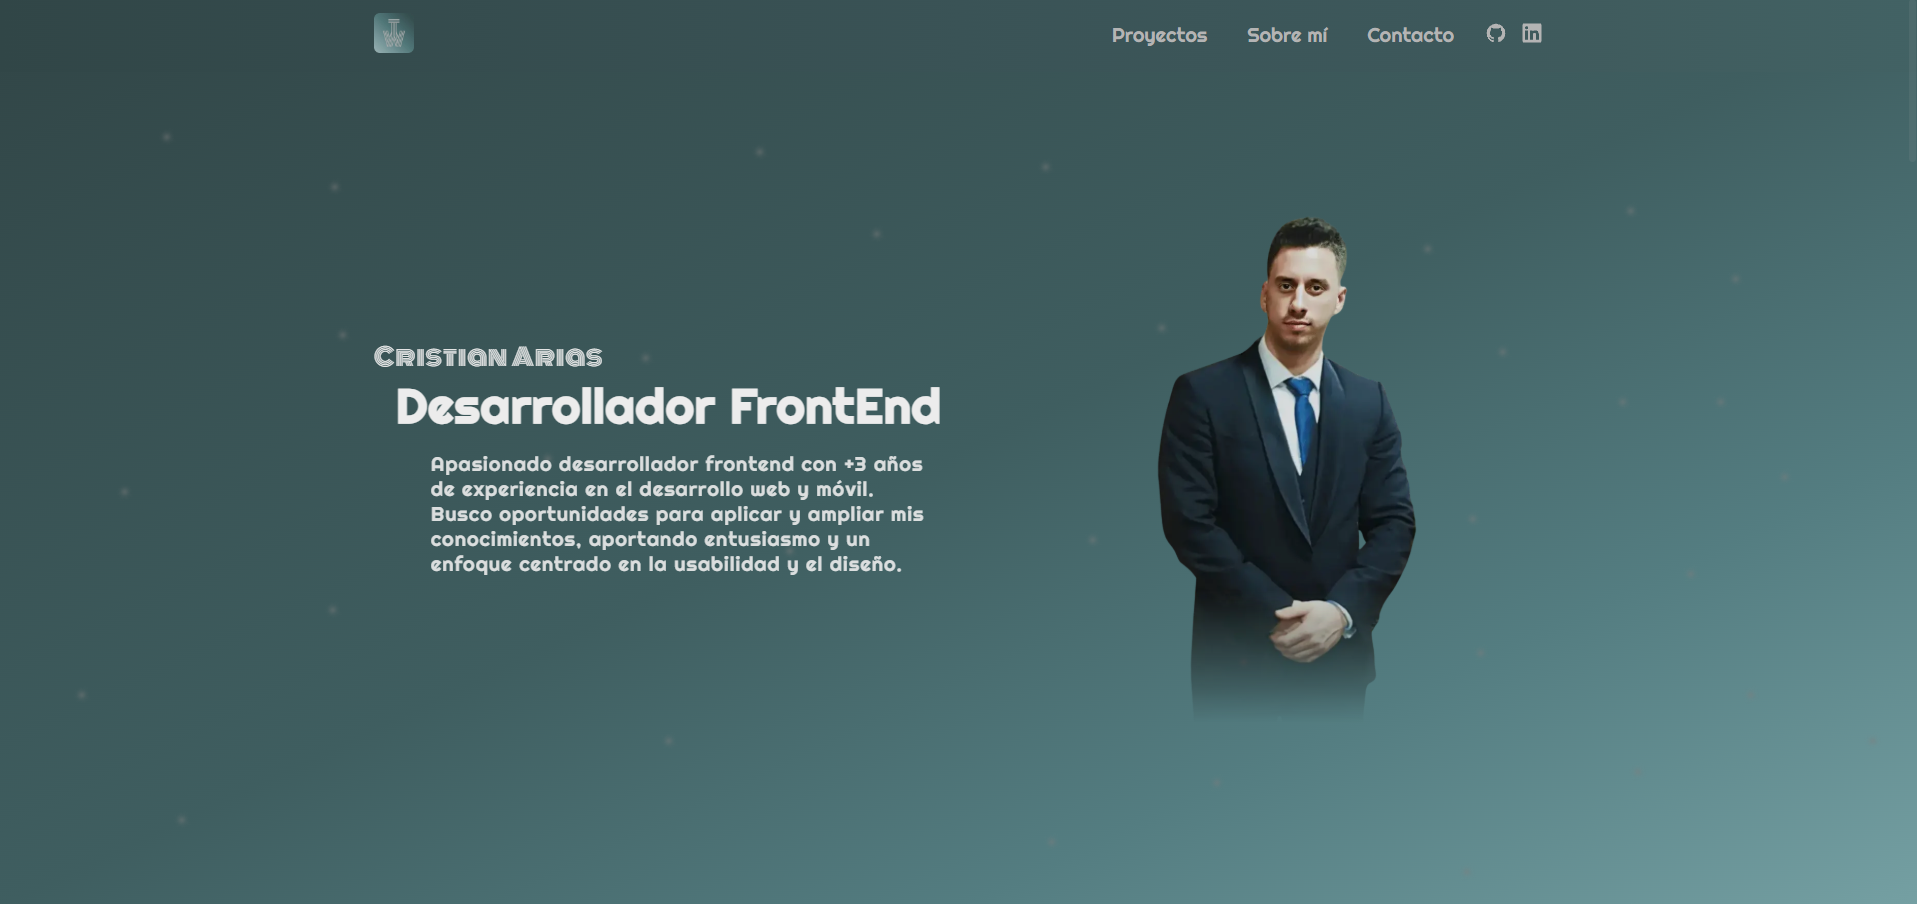 Proyectos Sobre mí Contacto
Cristian Arias
Desarrollador FrontEnd
Apasionado desarrollador frontend con +3 años
de experiencia en el desarrollo web y móvil.
Busco oportunidades para aplicar y ampliar mis
conocimientos, aportando entusiasmo y un
enfoque centrado en la usabilidad y el diseño.